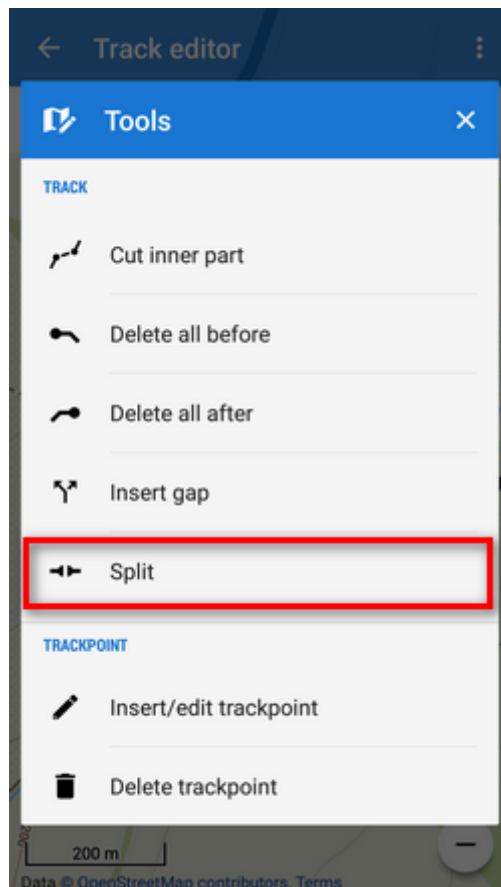 Track editor
Tools
TRACK
Cut inner part
Delete all before
Delete all after
Insert gap
Split
TRACKPOINT
Insert/edit trackpoint
Delete trackpoint
200
200 m
Data © OpenStreetMap contributors. Terms